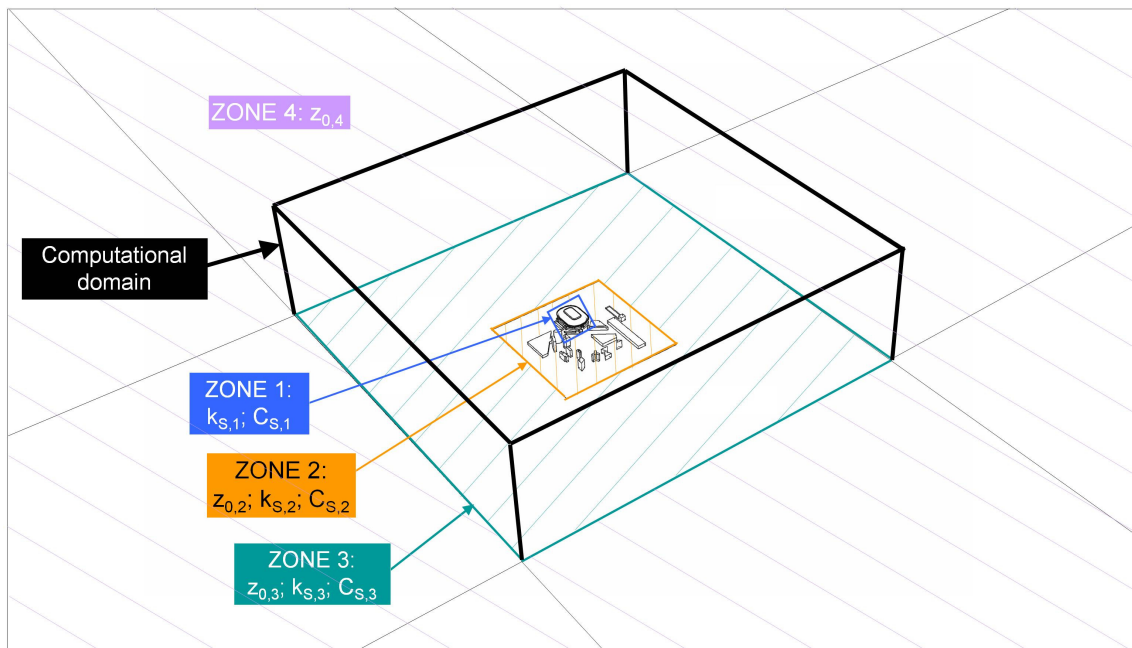 ZONE 4: z0,4
Computational
domain
ZONE 1:
kS,1; CS,1
ZONE 2:
z0,2; kS,2; CS,2
ZONE 3:
z0,3; kS,3; CS,3